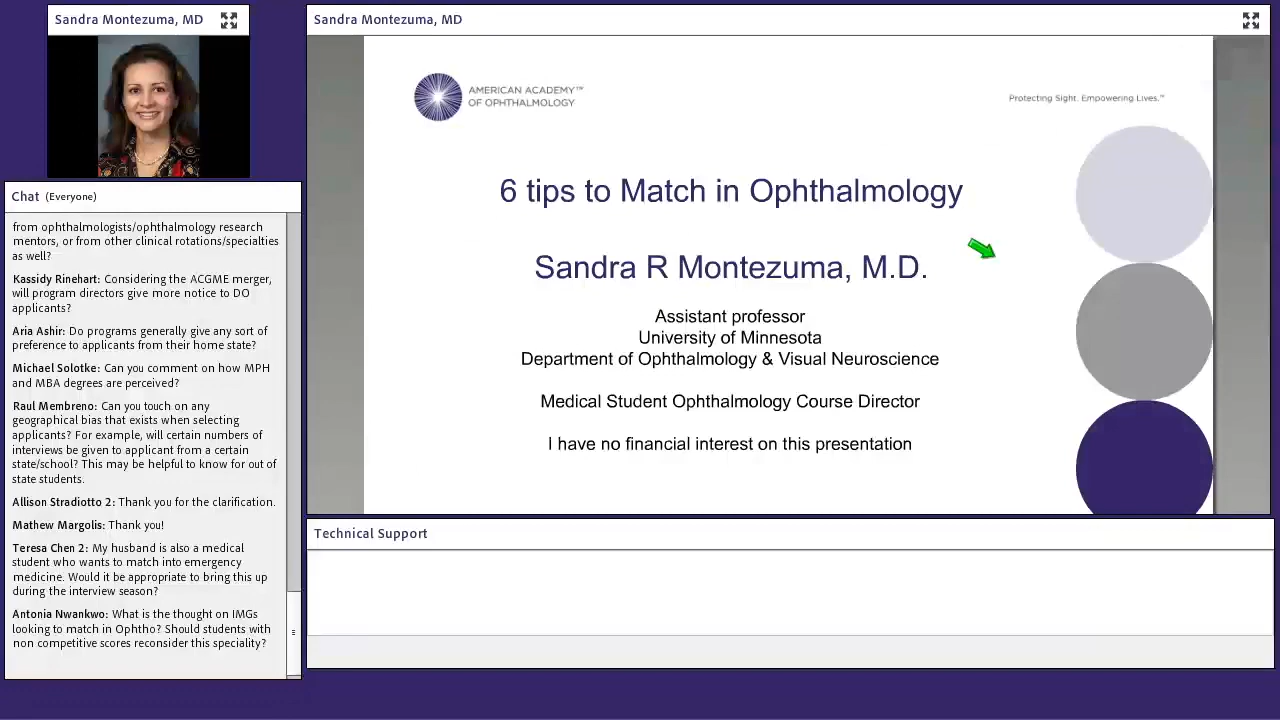 Sandra Montezuma, MD
Chat (Everyone)
from ophthalmologists/ophthalmology research
mentors, or from other clinical rotations/specialties
as well?
Kassidy Rinehart: Considering the ACGME merger,
will program directors give more notice to DO
applicants?
Aria Ashir: Do programs generally give any sort of
preference to applicants from their home state?
Michael Solotke: Can you comment on how MPH
and MBA degrees are perceived?
Raul Membreno: Can you touch on any
geographical bias that exists when selecting
applicants? For example, will certain numbers of
interviews be given to applicant from a certain
state/school? This may be helpful to know for out of
state students.
Allison Stradiotto 2: Thank you for the clarification.
Mathew Margolis: Thank you!
Teresa Chen 2: My husband is also a medical
student who wants to match into emergency
medicine. Would it be appropriate to bring this up
during the interview season?
Antonia Nwankwo: What is the thought on IMGs
looking to match in Ophtho? Should students with
non competitive scores reconsider this speciality?
Sandra Montezuma, MD
AMERICAN ACADEMY™
OF OPHTHALMOLOGY
Protecting Sight. Empowering Lives.™
6 tips to Match in Ophthalmology
Sandra R Montezuma, M.D.
Assistant professor
University of Minnesota
Department of Ophthalmology & Visual Neuroscience
Medical Student Ophthalmology Course Director
I have no financial interest on this presentation
Technical Support